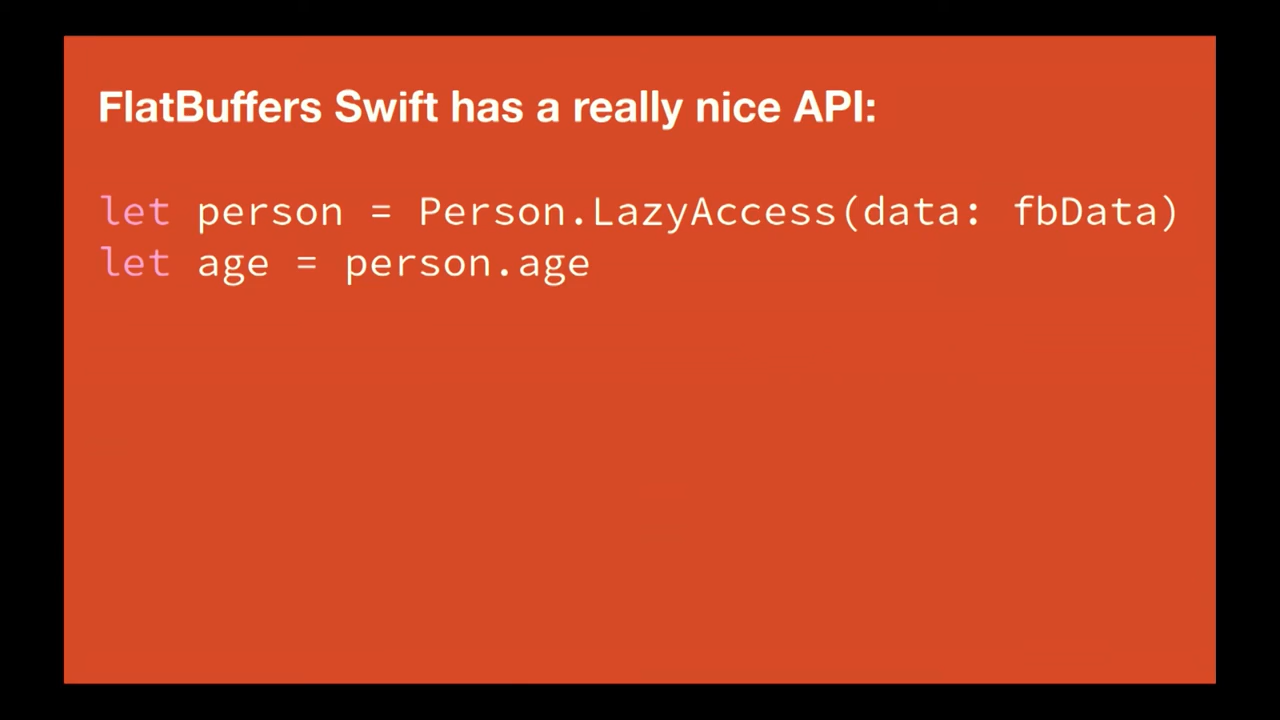 FlatBuffers Swift has a really nice API:
let person = Person.LazyAccess(data: fbData)
let age = person.age